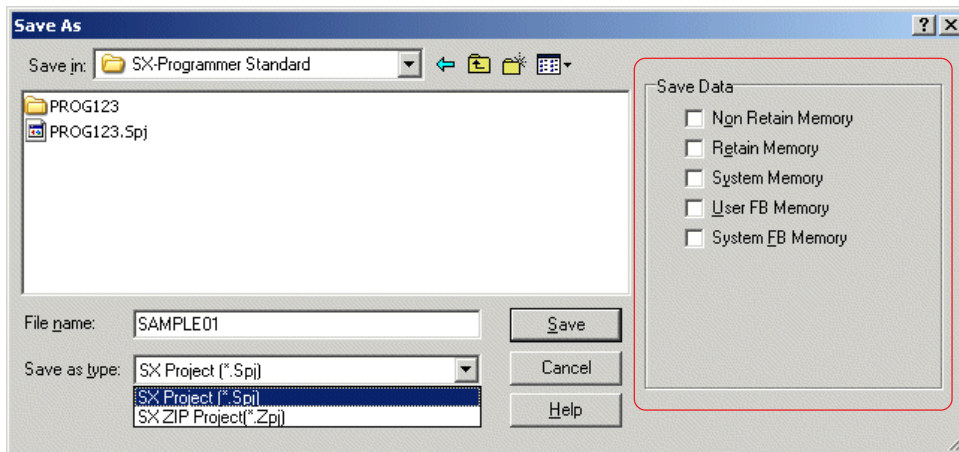 Save As
Save in: SX-Programmer Standard
PROG123
PROG123.Spj
File name: SAMPLE01
Save as type: SX Project (*.Spj)
SX Project (*.Spj)
SX ZIP Project(*.Zpj)
Save
Cancel
Help
Save Data
Non Retain Memory
Retain Memory
System Memory
User FB Memory
System FB Memory